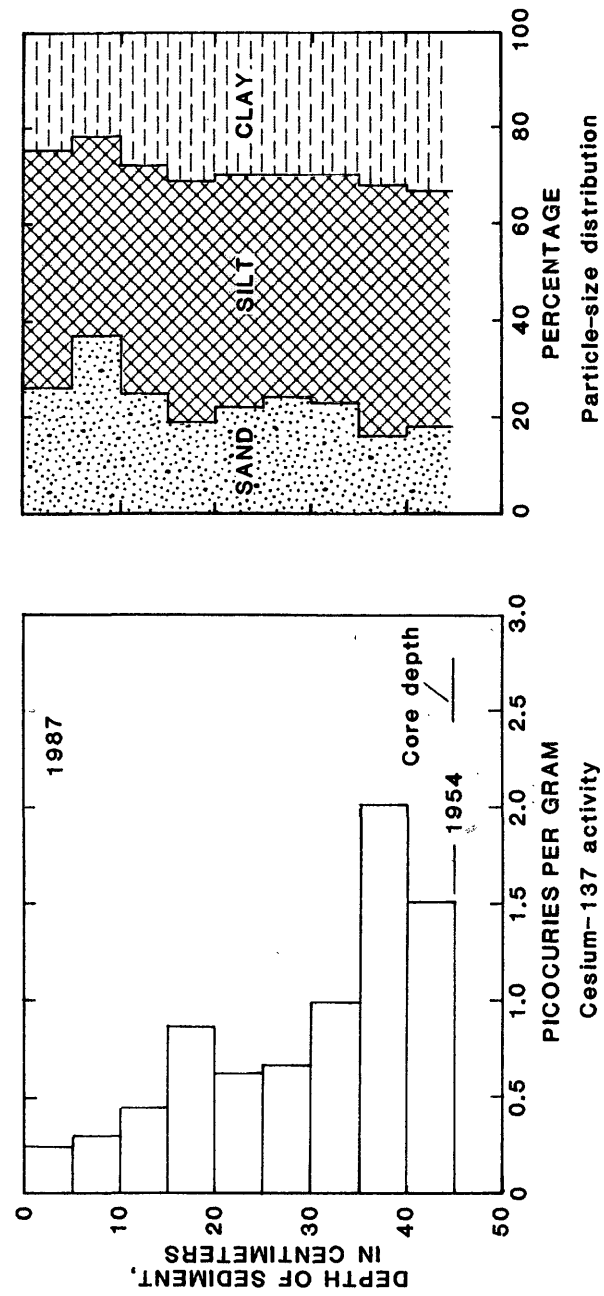 DEPTH OF SEDIMENT,
IN CENTIMETERS
0
10
20
30
40
50
1987
Core depth
1954
0
0.5
1.0
1.5
2.0
2.5
3.0
PICOCURIES PER GRAM
Cesium-137 activity
SAND
SILT
CLAY
0
20
40
60
80
100
PERCENTAGE
Particle-size distribution